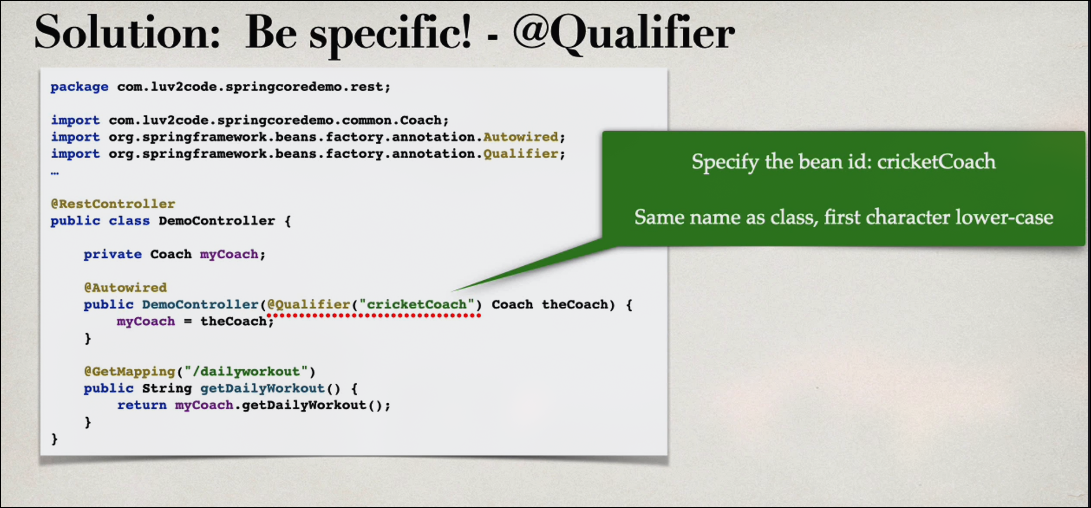 Solution:  Be specific! - @Qualifier
package com.luv2code.springcoredemo.rest;
import com.luv2code.springcoredemo.common.Coach;
import org.springframework.beans.factory.annotation.Autowired;
import org.springframework.beans.factory.annotation.Qualifier;
…
@RestController
public class DemoController {
    private Coach myCoach;
    @Autowired
    public DemoController(@Qualifier("cricketCoach") Coach theCoach) {
        myCoach = theCoach;
    }
    @GetMapping("/dailyworkout")
    public String getDailyWorkout() {
        return myCoach.getDailyWorkout();
    }
}
Specify the bean id: cricketCoach
Same name as class, first character lower-case